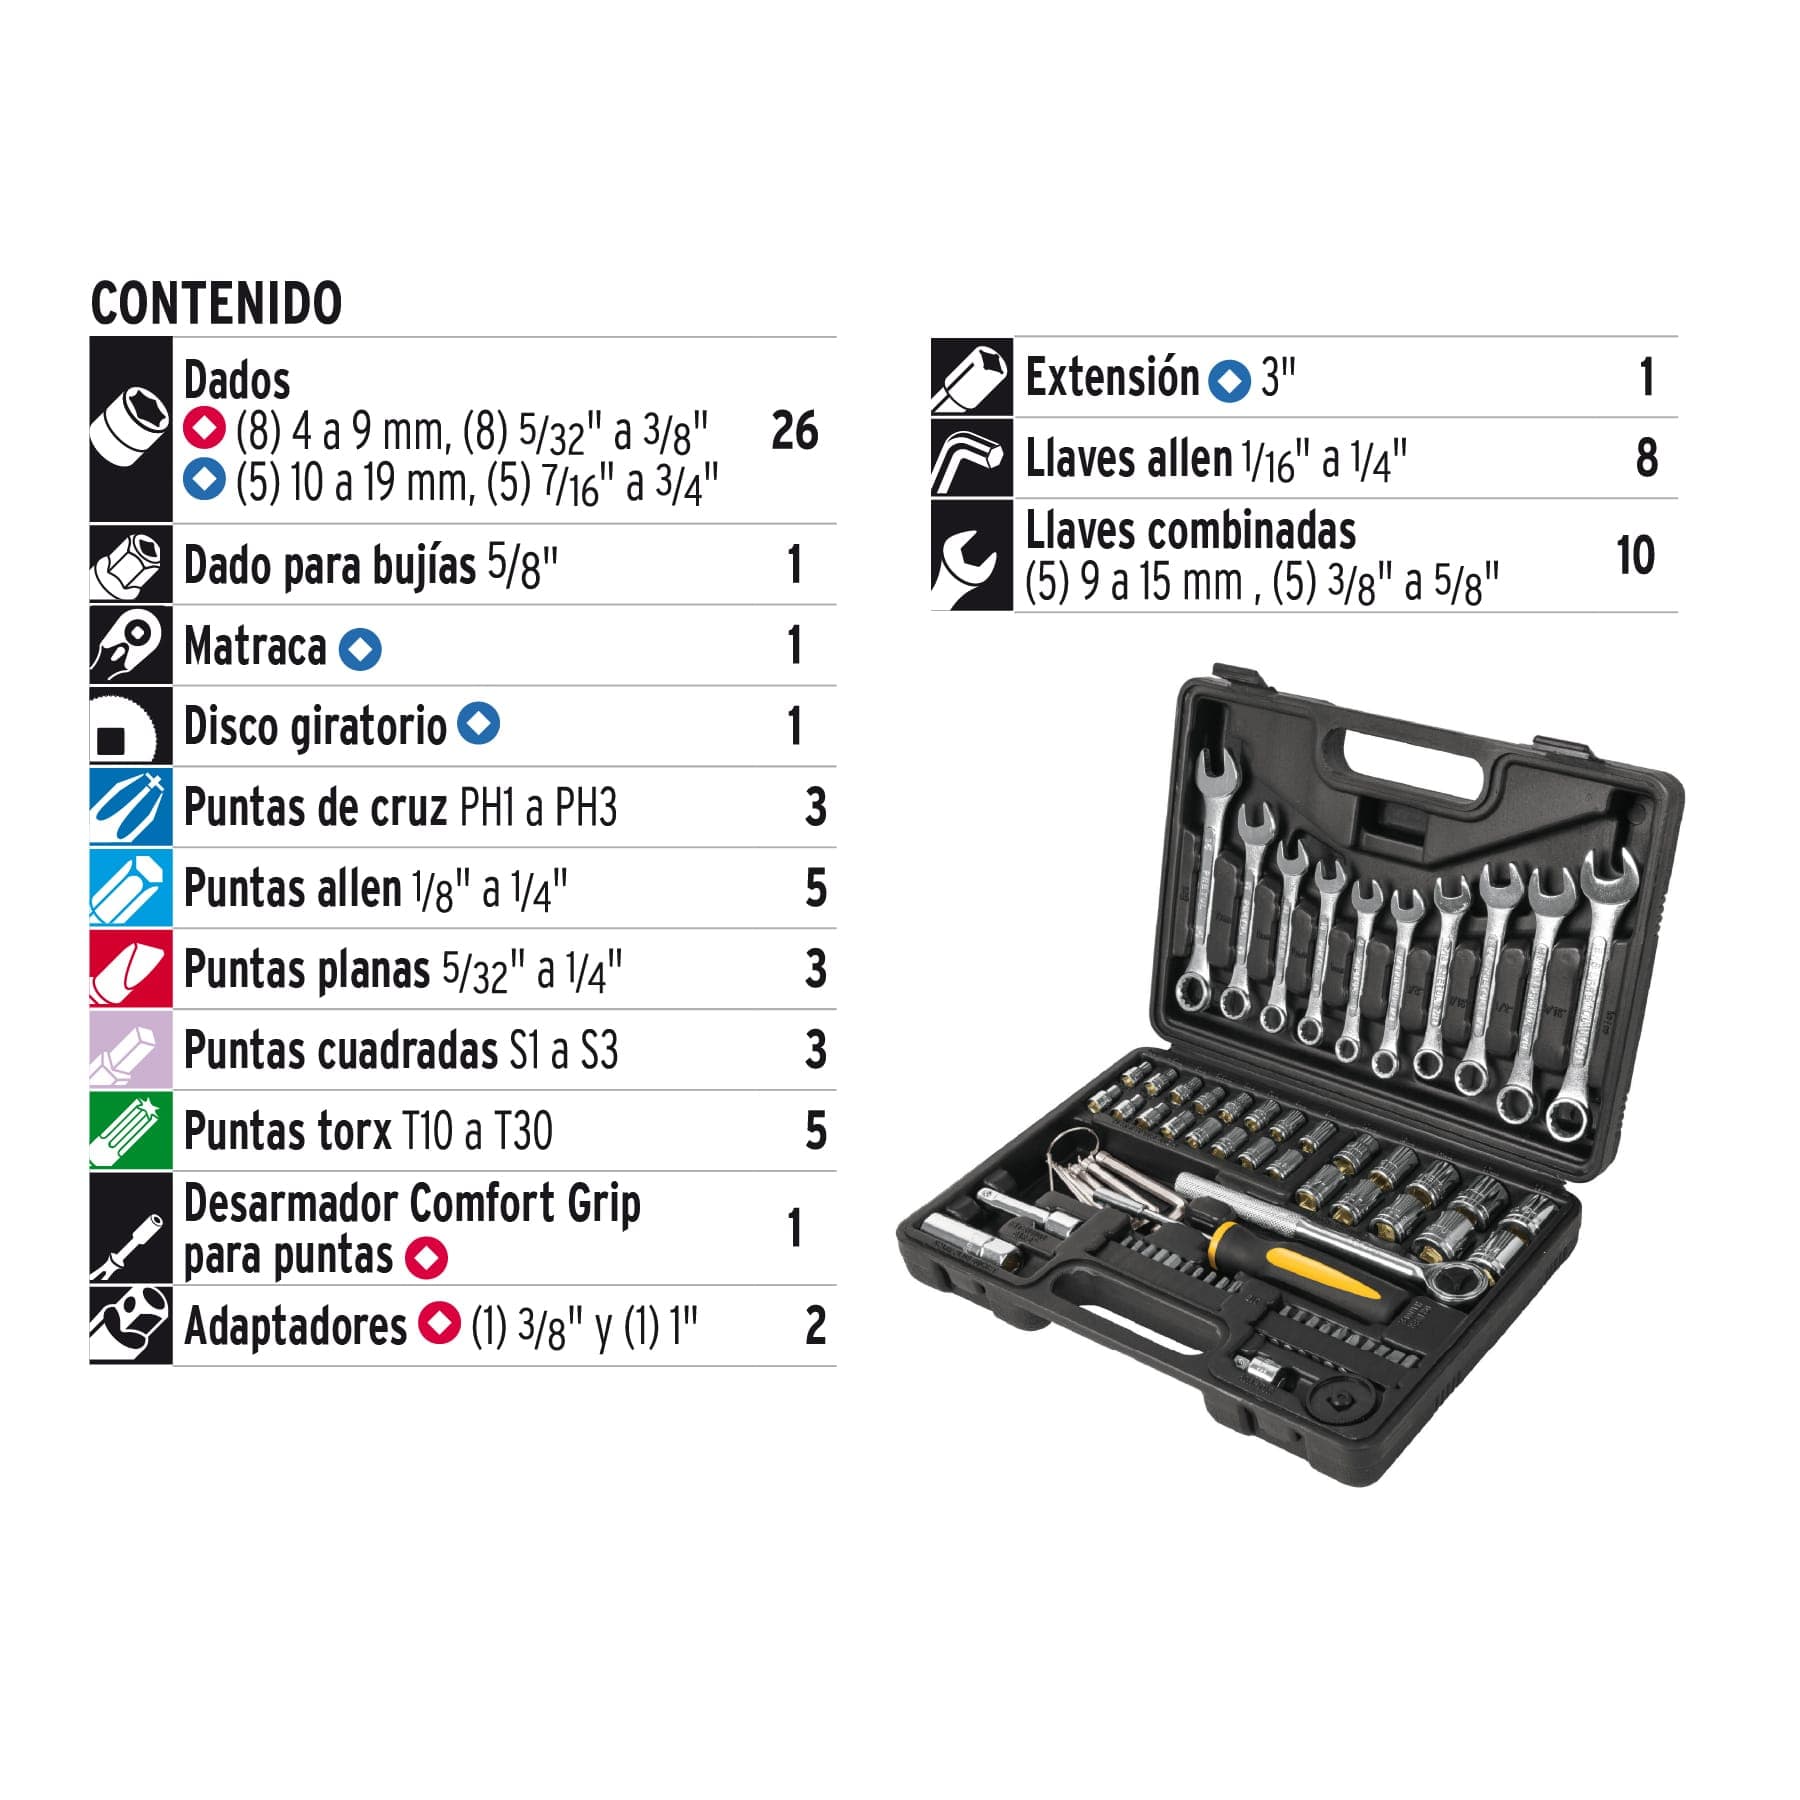 CONTENIDO
Dados
(8) 4 a 9 mm, (8) 5/32" a 3/8" 26
(5) 10 a 19 mm, (5) 7/16" a 3/4"
Dado para bujías 5/8" 1
Matraca 1
Disco giratorio 1
Puntas de cruz PH1 a PH3 3
Puntas allen 1/8" a 1/4" 5
Puntas planas 5/32" a 1/4" 3
Puntas cuadradas S1 a S3 3
Puntas torx T10 a T30 5
Desarmador Comfort Grip
para puntas 1
Adaptadores (1) 3/8" y (1) 1" 2
Extensión 3" 1
Llaves allen 1/16" a 1/4" 8
Llaves combinadas
(5) 9 a 15 mm , (5) 3/8" a 5/8" 10